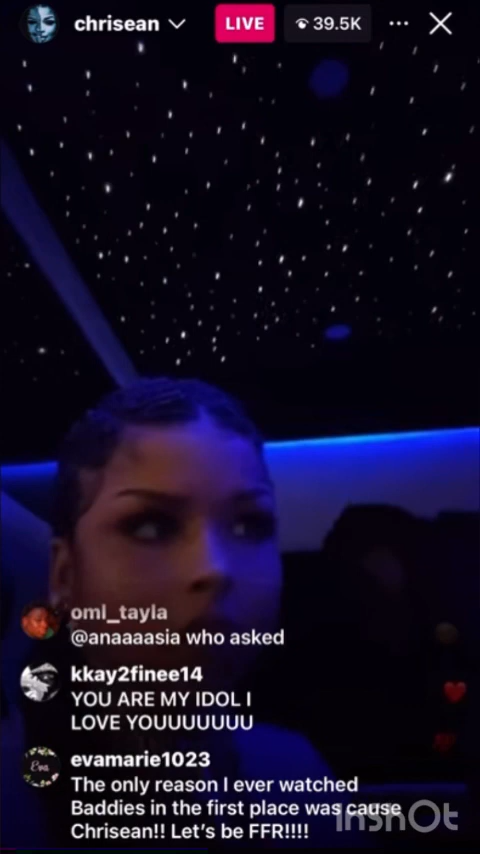 chrisean
LIVE
39.5K
oml_tayla
@anaaaasia who asked
kkay2finee14
YOU ARE MY IDOL I
LOVE YOUUUUUUU
evamarie1023
The only reason I ever watched
Baddies in the first place was cause
Chrisean!! Let's be FFR!!!!
Eva
InShOt